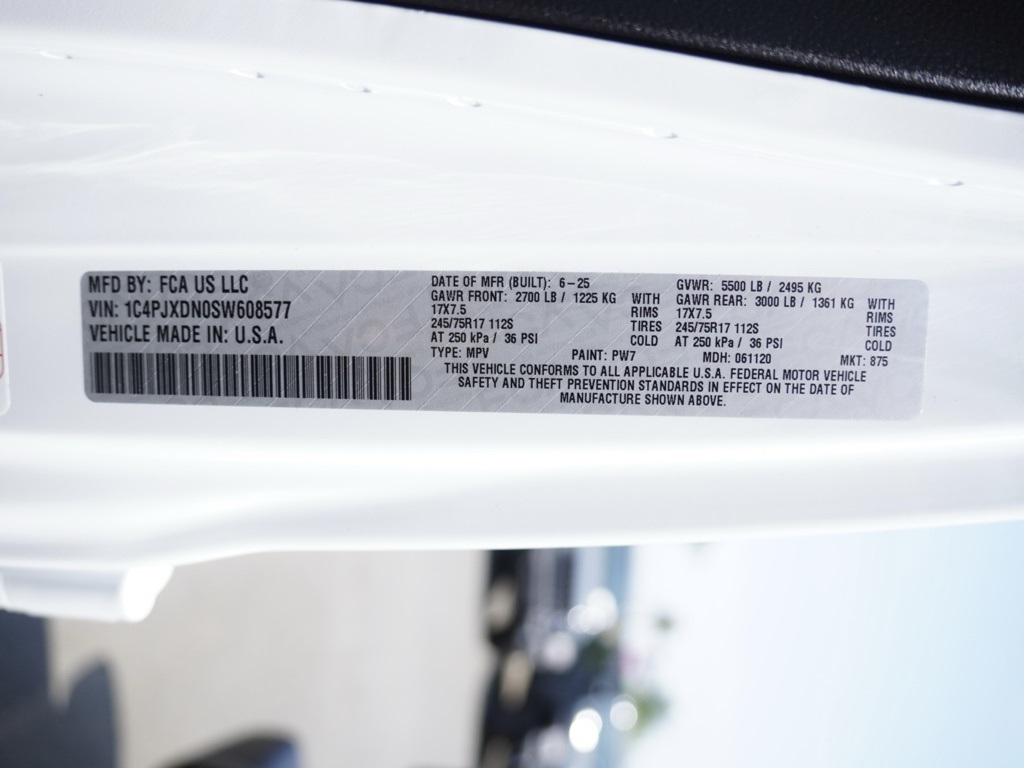 MFD BY: FCA US LLC
VIN: 1C4PJXDN0SW608577
VEHICLE MADE IN: U.S.A.
DATE OF MFR (BUILT): 6-25
GAWR FRONT: 2700 LB / 1225 KG WITH
17X7.5 RIMS
245/75R17 112S TIRES
AT 250 kPa / 36 PSI COLD
GVWR: 5500 LB / 2495 KG
GAWR REAR: 3000 LB / 1361 KG WITH
17X7.5 RIMS
245/75R17 112S TIRES
AT 250 kPa / 36 PSI COLD
TYPE: MPV PAINT: PW7 MDH: 061120 MKT: 875
THIS VEHICLE CONFORMS TO ALL APPLICABLE U.S.A. FEDERAL MOTOR VEHICLE
SAFETY AND THEFT PREVENTION STANDARDS IN EFFECT ON THE DATE OF
MANUFACTURE SHOWN ABOVE.